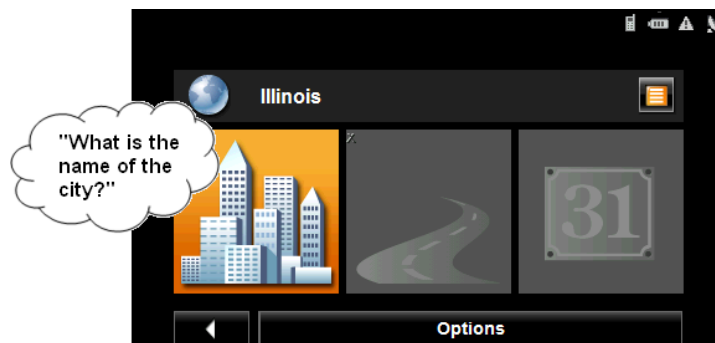 Illinois
"What is the
name of the
city?"
31
Options